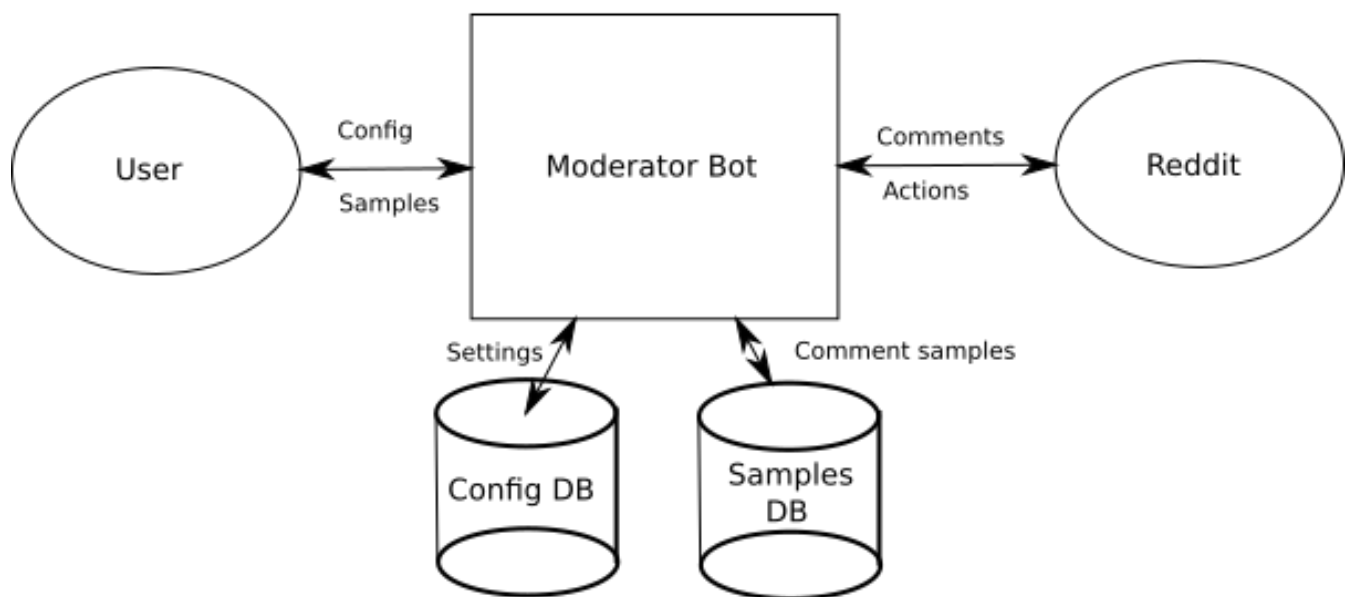 User
Config
Samples
Moderator Bot
Comments
Actions
Reddit
Settings
Comment samples
Config DB
Samples
DB